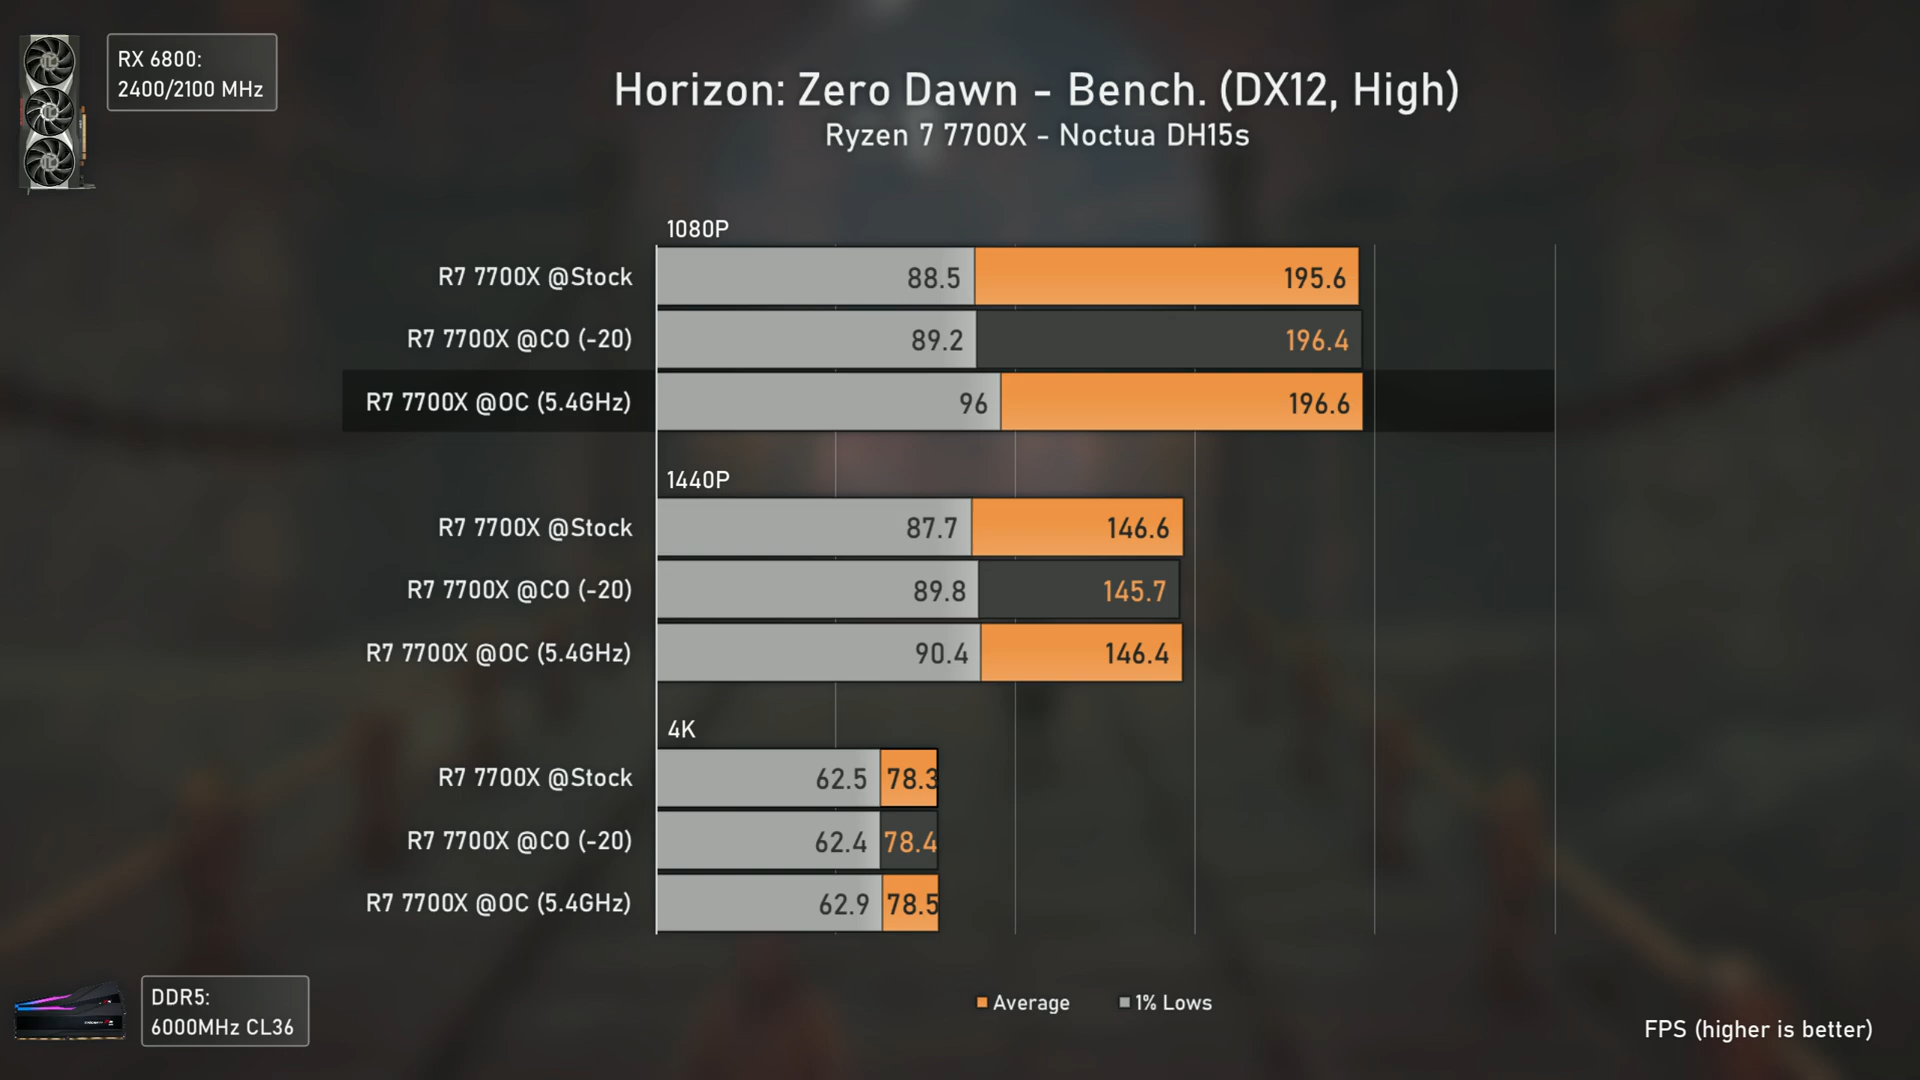 RX 6800:
2400/2100 MHz
Horizon: Zero Dawn - Bench. (DX12, High)
Ryzen 7 7700X - Noctua DH15s
1080P
R7 7700X @Stock 88.5 195.6
R7 7700X @CO (-20) 89.2 196.4
R7 7700X @OC (5.4GHz) 96 196.6
1440P
R7 7700X @Stock 87.7 146.6
R7 7700X @CO (-20) 89.8 145.7
R7 7700X @OC (5.4GHz) 90.4 146.4
4K
R7 7700X @Stock 62.5 78.3
R7 7700X @CO (-20) 62.4 78.4
R7 7700X @OC (5.4GHz) 62.9 78.5
Average 1% Lows
DDR5:
6000MHz CL36
FPS (higher is better)